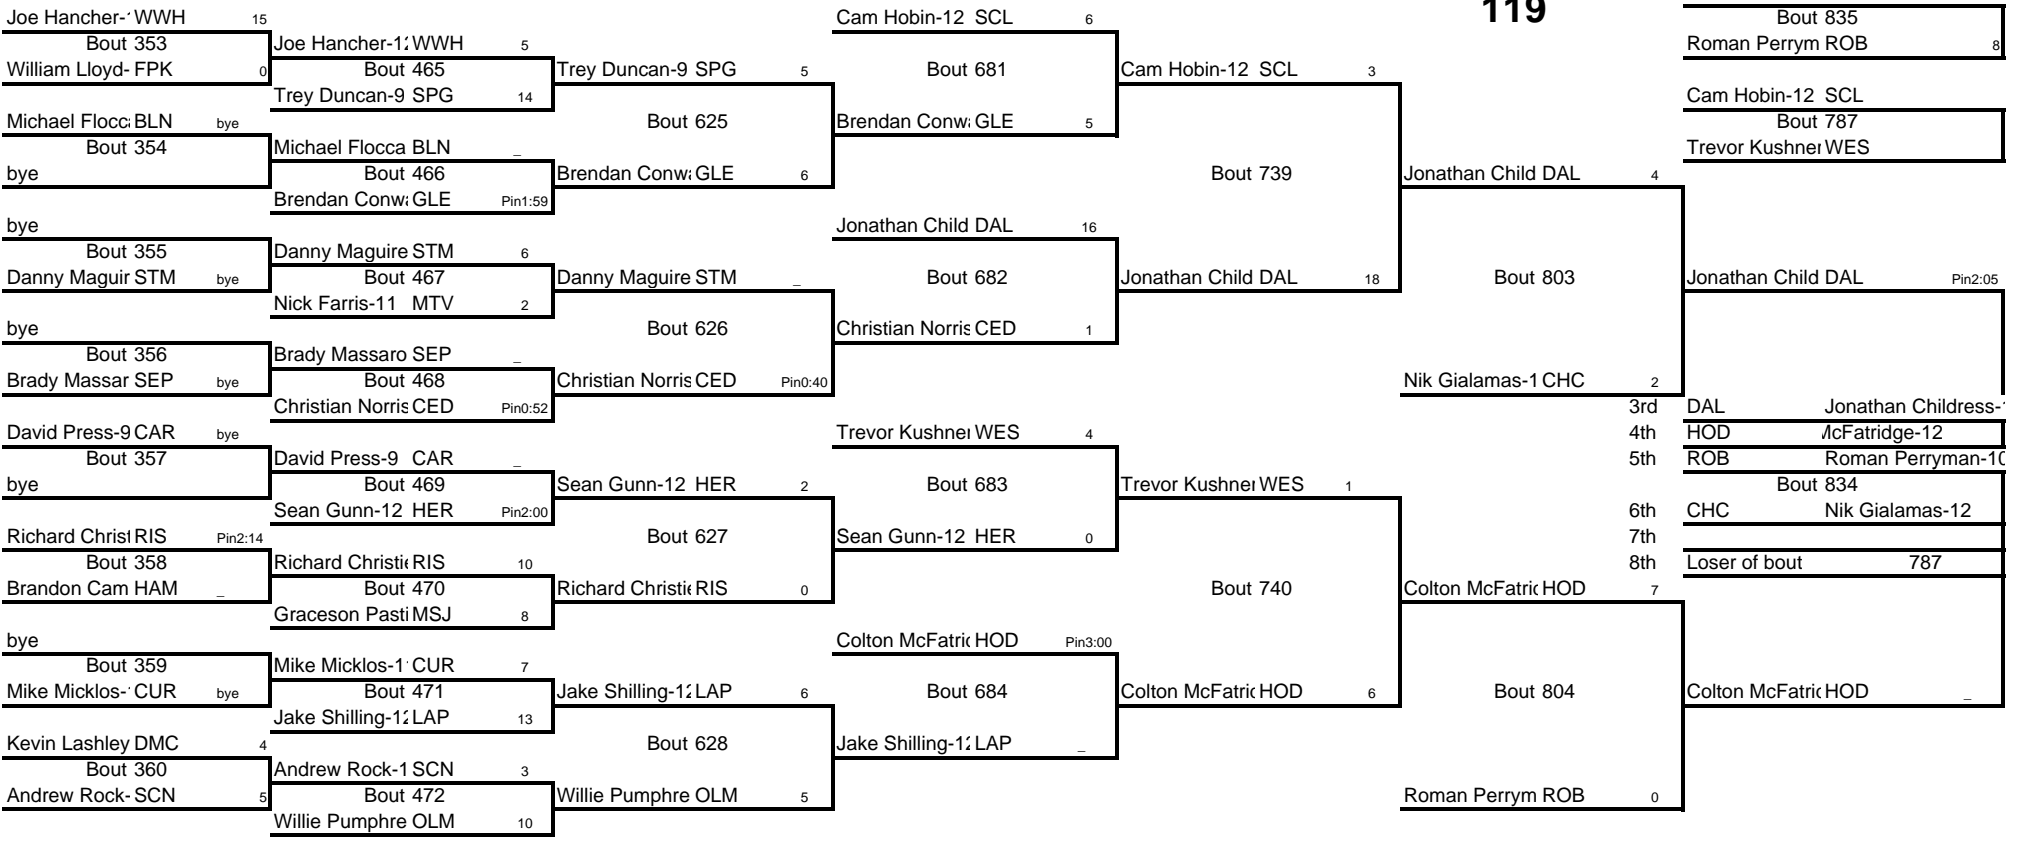 119
Joe Hancher-1 WWH 15
Bout 353
William Lloyd- FPK 0
Michael Flocca BLN bye
Bout 354
bye
bye
Bout 355
Danny Maguir STM bye
bye
Bout 356
Brady Massar SEP bye
David Press-9 CAR bye
Bout 357
bye
Richard Christ RIS Pin2:14
Bout 358
Brandon Cam HAM _
bye
Bout 359
Mike Micklos-1 CUR bye
Kevin Lashley DMC 4
Bout 360
Andrew Rock- SCN 5
Joe Hancher-12 WWH 5
Bout 465
Trey Duncan-9 SPG 14
Michael Flocca BLN _
Bout 466
Brendan Conwa GLE Pin1:59
Danny Maguire STM 6
Bout 467
Nick Farris-11 MTV 2
Brady Massaro SEP _
Bout 468
Christian Norris CED Pin0:52
David Press-9 CAR _
Bout 469
Sean Gunn-12 HER Pin2:00
Richard Christie RIS 10
Bout 470
Graceson Pasti MSJ 8
Mike Micklos-1 CUR 7
Bout 471
Jake Shilling-12 LAP 13
Andrew Rock-1 SCN 3
Bout 472
Willie Pumphre OLM 10
Trey Duncan-9 SPG 5
Bout 625
Brendan Conwa GLE 6
Danny Maguire STM _
Bout 626
Christian Norris CED Pin0:40
Sean Gunn-12 HER 2
Bout 627
Richard Christie RIS 0
Jake Shilling-12 LAP 6
Bout 628
Willie Pumphre OLM 5
Cam Hobin-12 SCL 6
Bout 681
Brendan Conwa GLE 5
Jonathan Child DAL 16
Bout 682
Christian Norris CED 1
Trevor Kushner WES 4
Bout 683
Sean Gunn-12 HER 0
Colton McFatric HOD Pin3:00
Bout 684
Jake Shilling-12 LAP _
Cam Hobin-12 SCL 3
Bout 739
Jonathan Child DAL 18
Trevor Kushner WES 1
Bout 740
Colton McFatric HOD 6
Jonathan Child DAL 4
Bout 803
Nik Gialamas-1 CHC 2
Colton McFatric HOD 7
Bout 804
Roman Perrym ROB 0
Bout 835
Roman Perrym ROB 8
Cam Hobin-12 SCL
Bout 787
Trevor Kushner WES
Jonathan Child DAL Pin2:05
3rd DAL Jonathan Childress-1
4th HOD McFatridge-12
5th ROB Roman Perryman-10
Bout 834
6th CHC Nik Gialamas-12
7th
8th Loser of bout 787
Colton McFatric HOD _